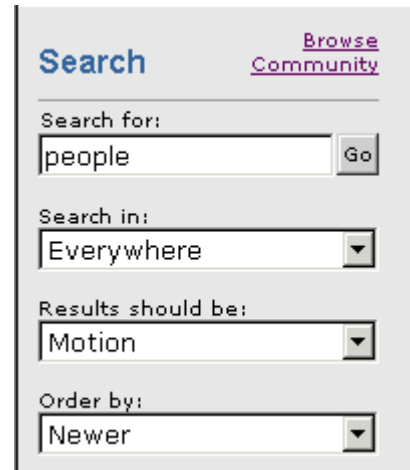 Search
Browse
Community
Search for:
people
Go
Search in:
Everywhere
Results should be:
Motion
Order by:
Newer